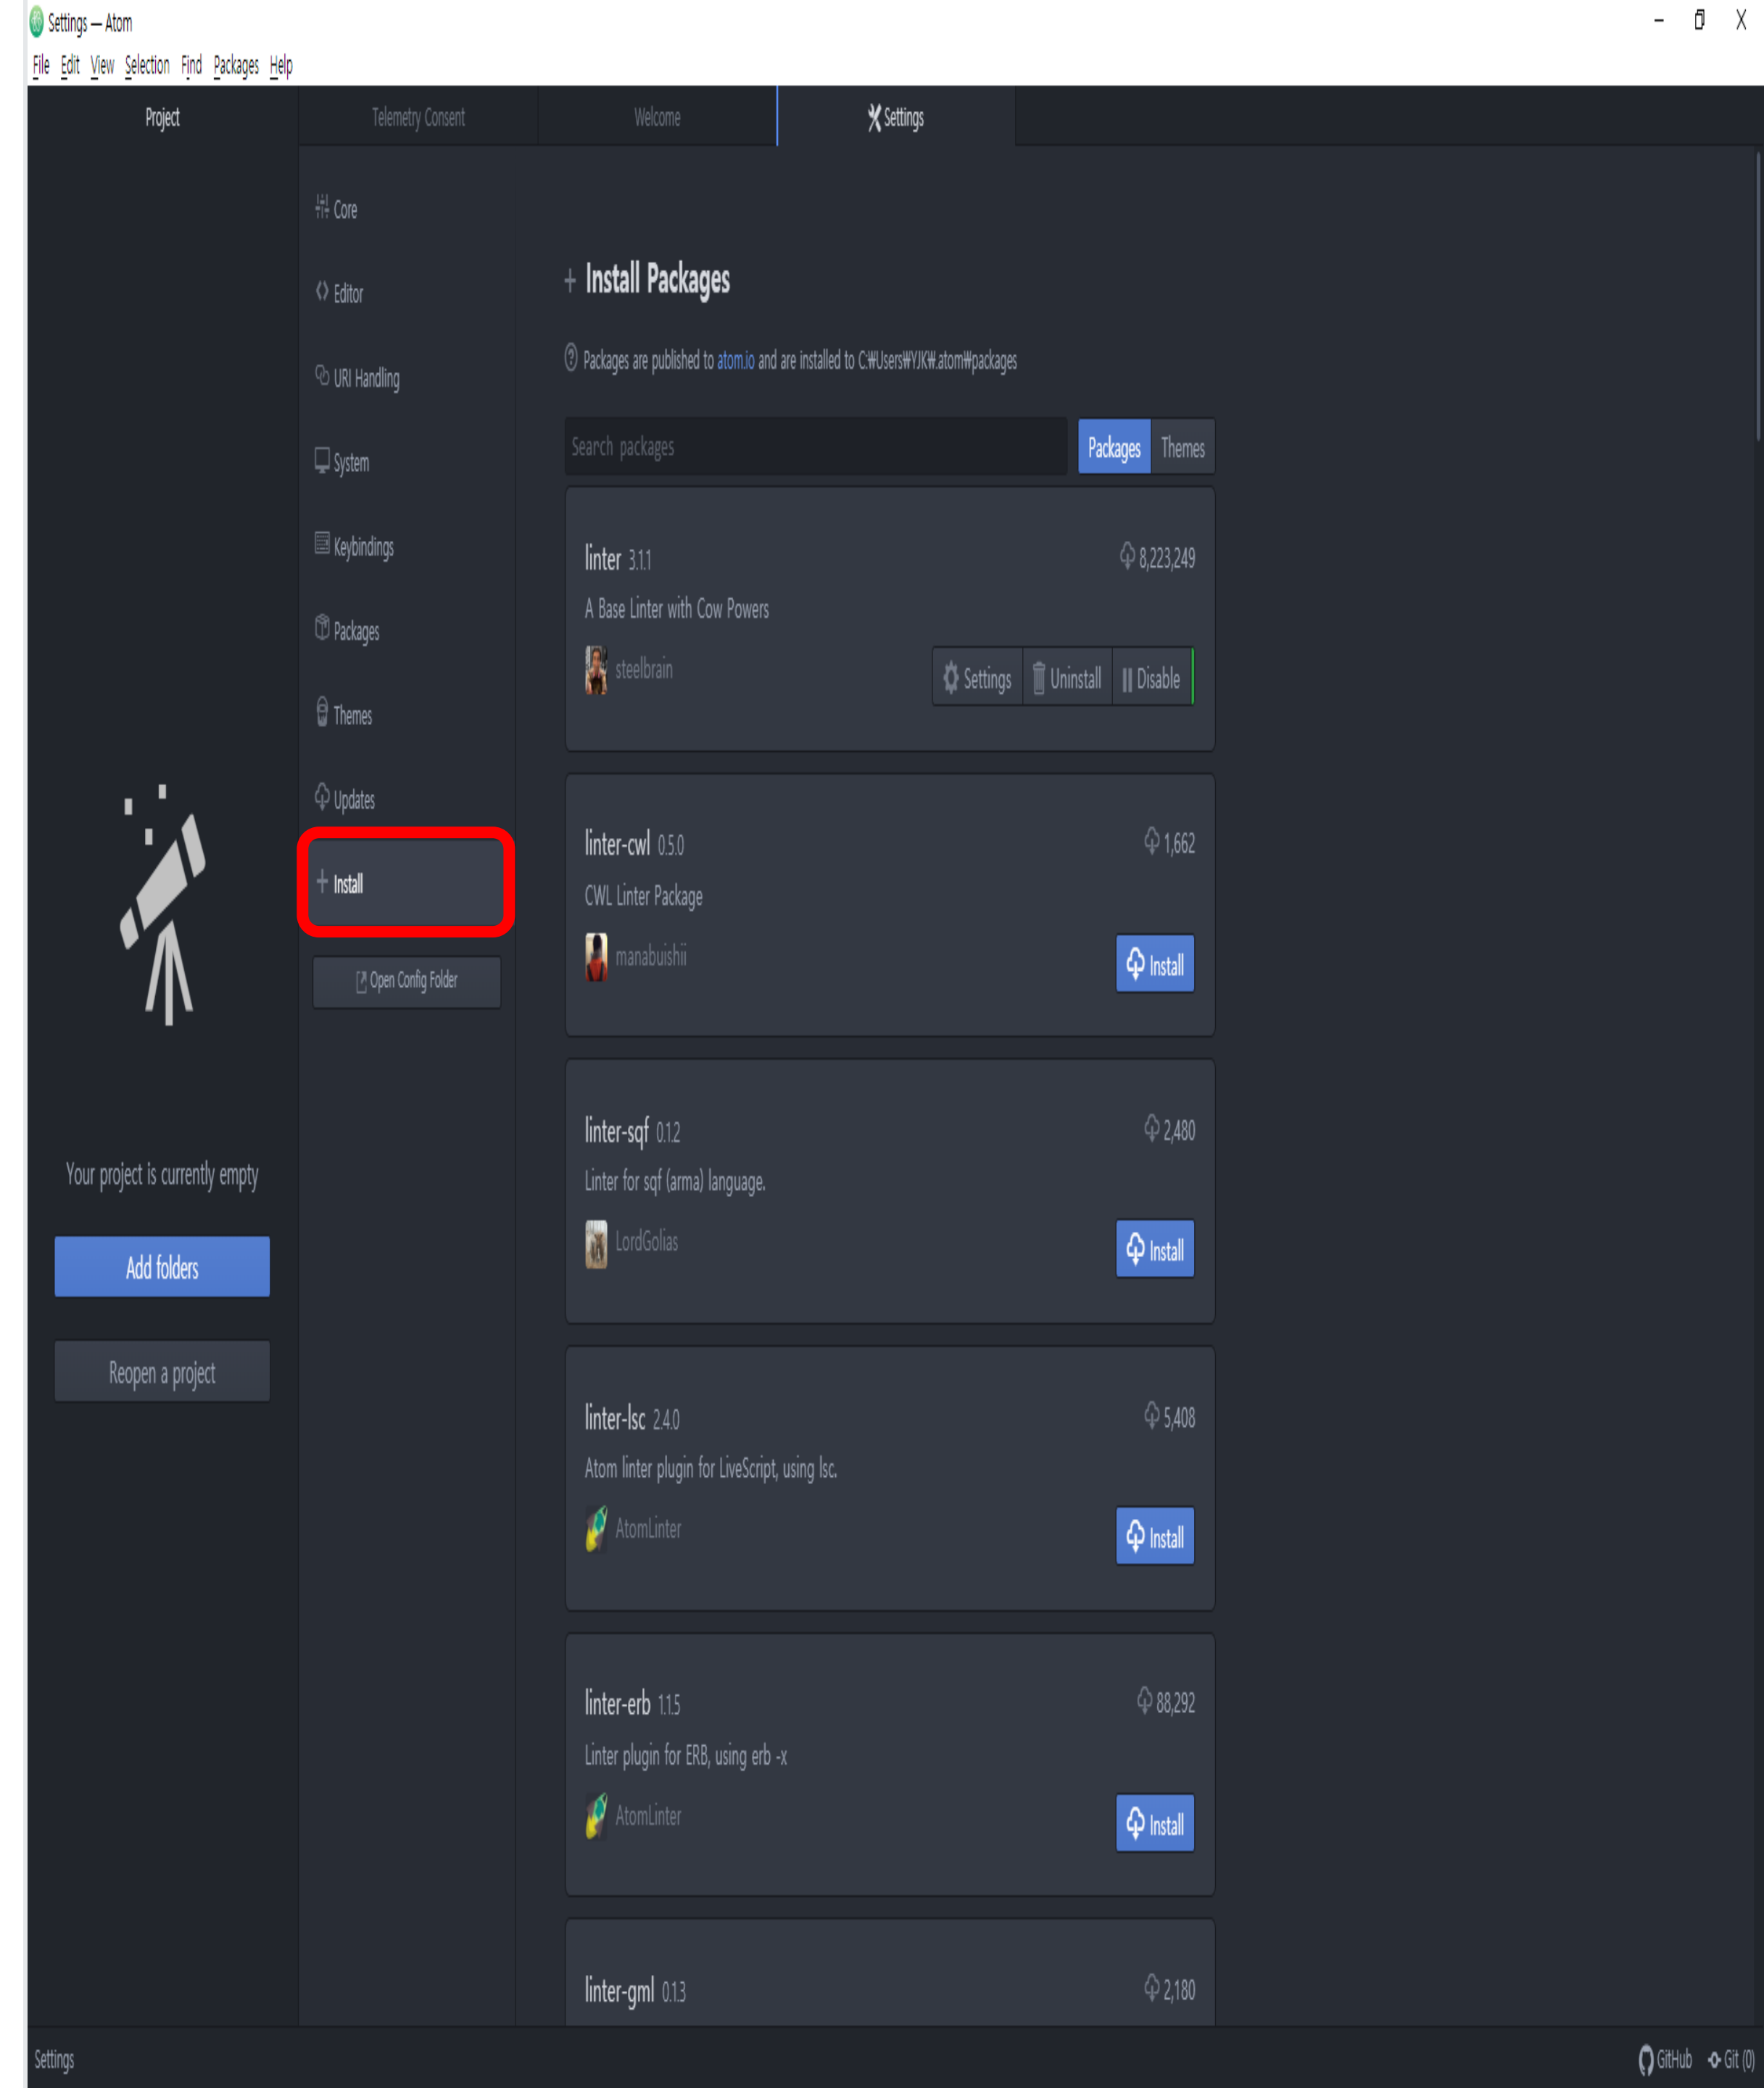 Settings — Atom
File Edit View Selection Find Packages Help
Project
Telemetry Consent
Welcome
Settings
Core
Editor
URI Handling
System
Keybindings
Packages
Themes
Updates
Install
Open Config Folder
Your project is currently empty
Add folders
Reopen a project
Install Packages
Packages are published to atom.io and are installed to C:₩Users₩YJK₩.atom₩packages
Search packages
Packages Themes
linter 3.1.1 8,223,249
A Base Linter with Cow Powers
steelbrain Settings Uninstall Disable
linter-cwl 0.5.0 1,662
CWL Linter Package
manabuishii Install
linter-sqf 0.1.2 2,480
Linter for sqf (arma) language.
LordGolias Install
linter-lsc 2.4.0 5,408
Atom linter plugin for LiveScript, using lsc.
AtomLinter Install
linter-erb 1.1.5 88,292
Linter plugin for ERB, using erb -x
AtomLinter Install
linter-gml 0.1.3 2,180
Settings GitHub Git (0)